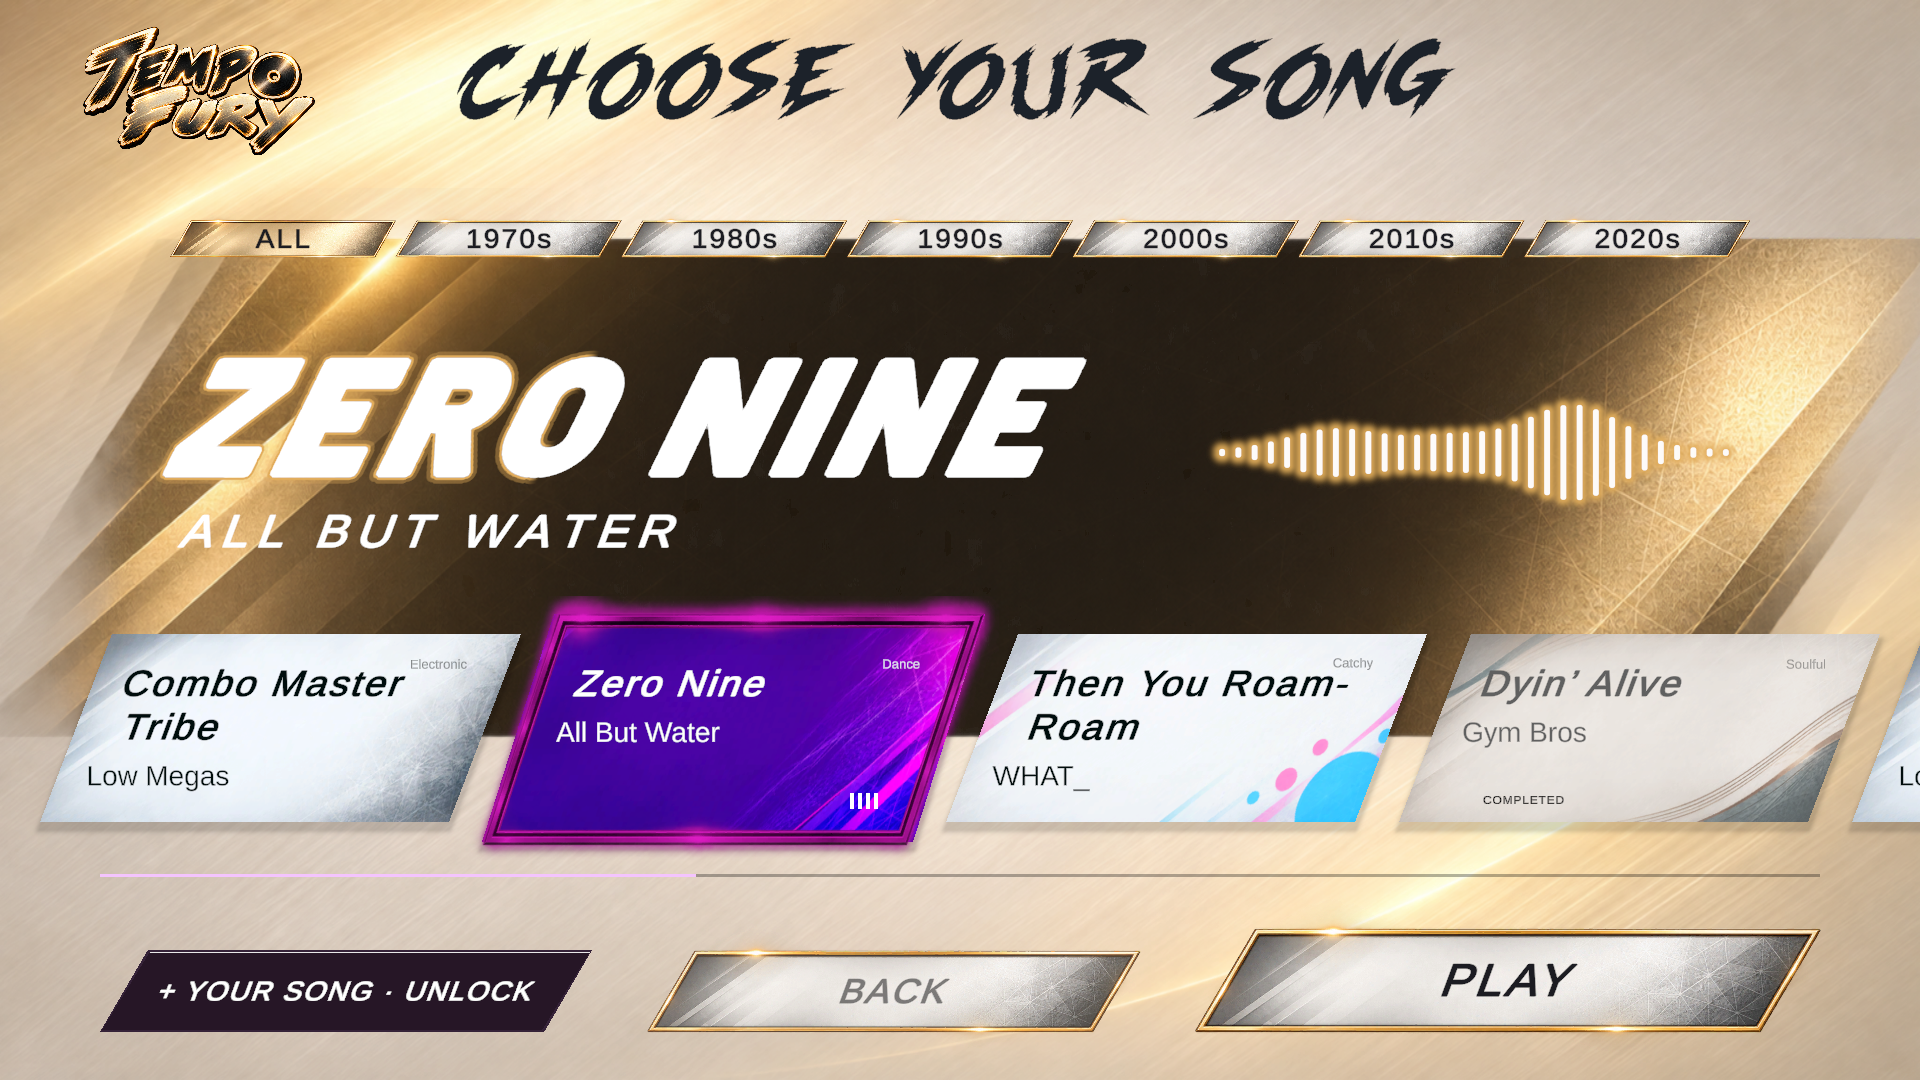 TEMPO
FURY
CHOOSE YOUR SONG
ALL
1970s
1980s
1990s
2000s
2010s
2020s
ZERO NINE
ALL BUT WATER
Combo Master
Tribe
Electronic
Low Megas
Zero Nine
Dance
All But Water
Then You Roam-
Roam
Catchy
WHAT_
Dyin’ Alive
Soulful
Gym Bros
COMPLETED
+ YOUR SONG · UNLOCK
BACK
PLAY